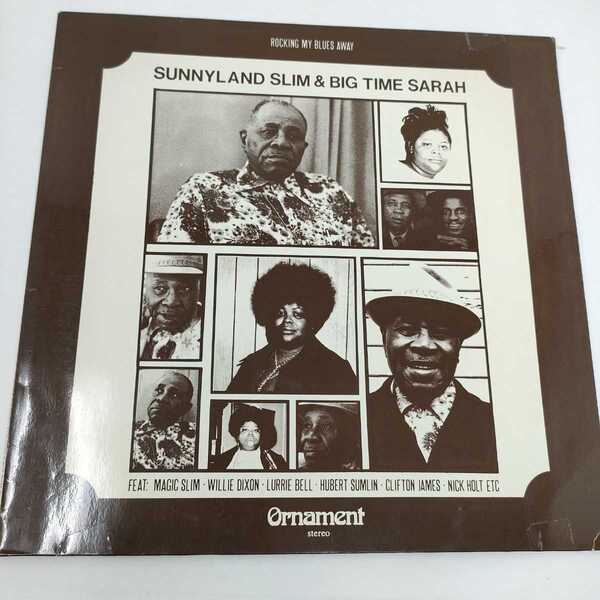 ROCKING MY BLUES AWAY
SUNNYLAND SLIM & BIG TIME SARAH
FEAT: MAGIC SLIM · WILLIE DIXON · LURRIE BELL · HUBERT SUMLIN · CLIFTON JAMES · NICK HOLT ETC
Ornament
stereo